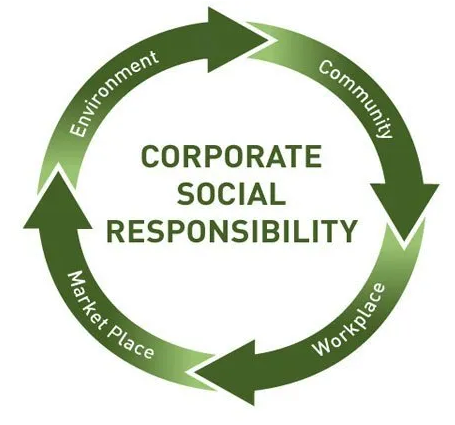 Environment
Community
CORPORATE
SOCIAL
RESPONSIBILITY
Market Place
Workplace